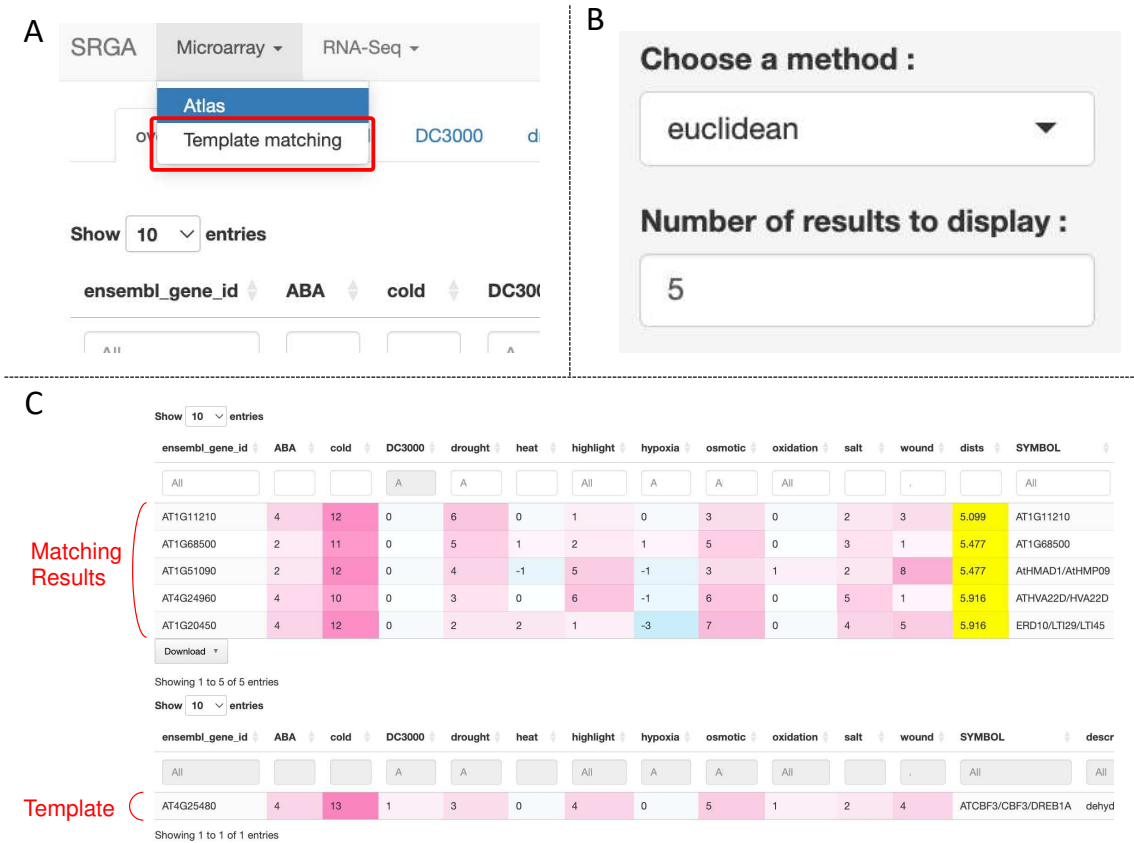 A
SRGA Microarray RNA-Seq
Atlas
Template matching
DC3000
Show 10 entries
ensembl_gene_id ABA cold
All
B
Choose a method :
euclidean
Number of results to display :
5
C
Show 10 entries
ensembl_gene_id ABA cold DC3000 drought heat highlight hypoxia osmotic oxidation salt wound dists SYMBOL
All A A All A A All . All
Matching
Results
AT1G11210 4 12 0 6 0 1 0 3 0 2 3 5.099 AT1G11210
AT1G68500 2 11 0 5 1 2 1 5 0 3 1 5.477 AT1G68500
AT1G51090 2 12 0 4 -1 5 -1 3 1 2 8 5.477 AtHMAD1/AtHMP09
AT4G24960 4 10 0 3 0 6 -1 6 0 5 1 5.916 ATHVA22D/HVA22D
AT1G20450 4 12 0 2 2 1 -3 7 0 4 5 5.916 ERD10/LTI29/LTI45
Download
Showing 1 to 5 of 5 entries
Show 10 entries
ensembl_gene_id ABA cold DC3000 drought heat highlight hypoxia osmotic oxidation salt wound SYMBOL descr
All A A All A A All . All All
Template
AT4G25480 4 13 1 3 0 4 0 5 1 2 4 ATCBF3/CBF3/DREB1A dehyd
Showing 1 to 1 of 1 entries